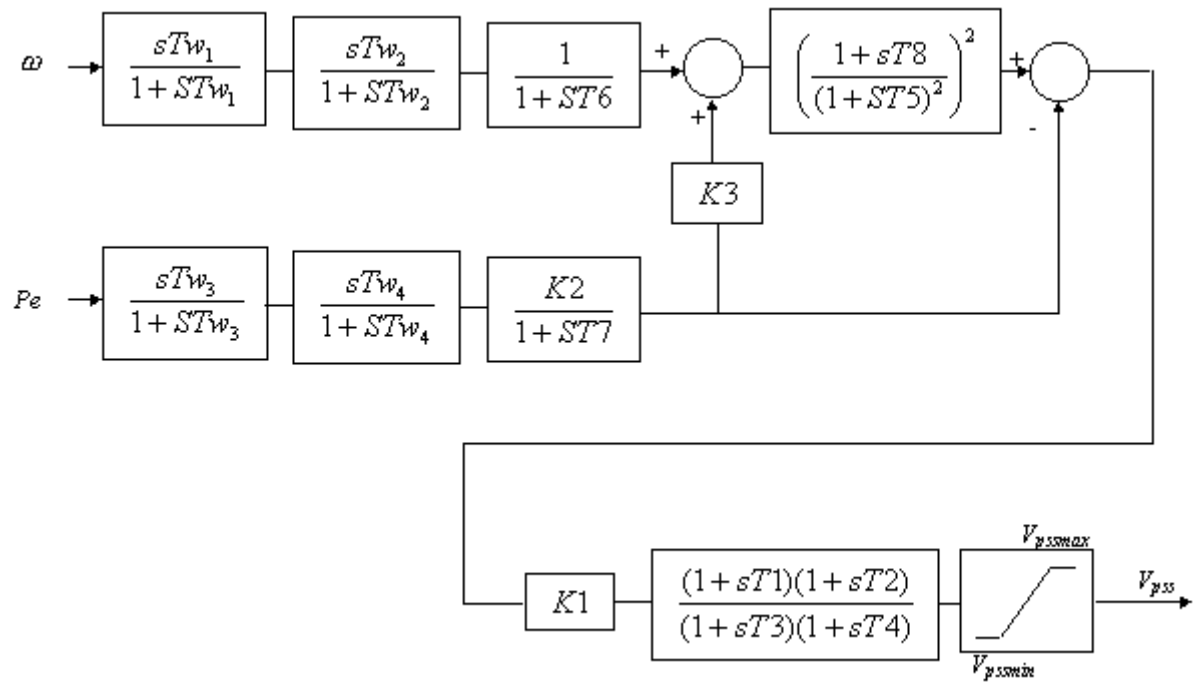 ω
sTw₁ / 1 + STw₁
sTw₂ / 1 + STw₂
1 / 1 + ST6
+
+
(1 + sT8 / (1 + ST5)²)²
+
-
K3
Pe
sTw₃ / 1 + STw₃
sTw₄ / 1 + STw₄
K2 / 1 + ST7
K1
(1 + sT1)(1 + sT2) / (1 + sT3)(1 + sT4)
Vpssmax
Vpssmin
Vpss